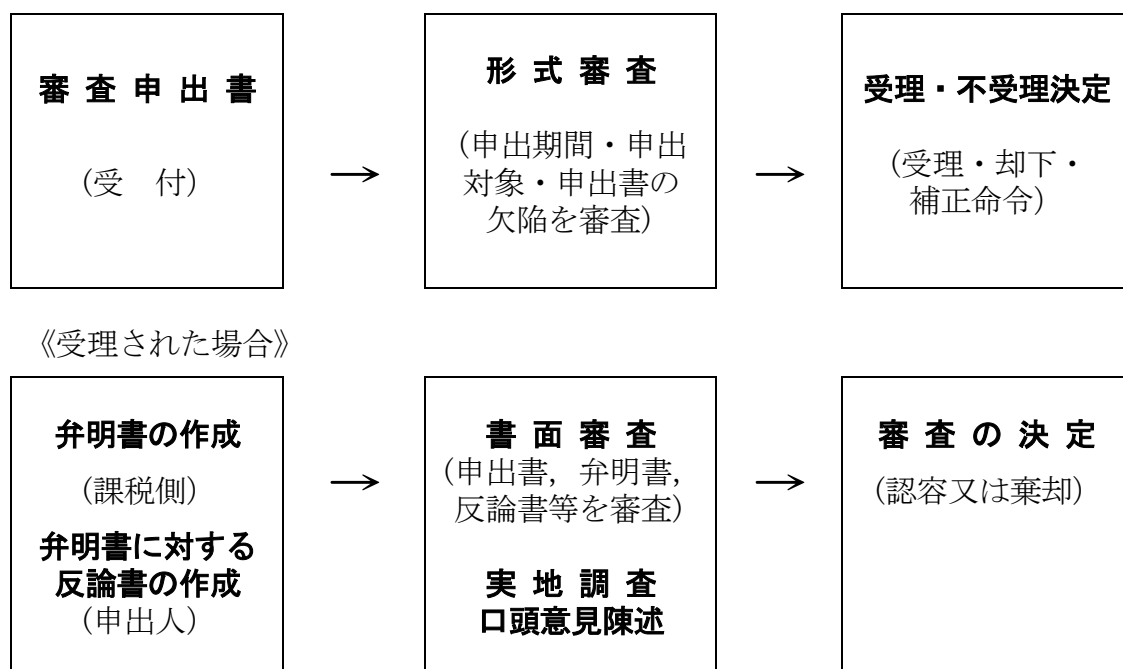 審 査 申 出 書
(受　付)
→
形 式 審 査
(申出期間・申出
対象・申出書の
欠陥を審査)
→
受理・不受理決定
(受理・却下・
補正命令)
《受理された場合》
弁明書の作成
(課税側)
弁明書に対する
反論書の作成
(申出人)
→
書 面 審 査
(申出書，弁明書，
反論書等を審査)
実 地 調 査
口頭意見陳述
→
審 査 の 決 定
(認容又は棄却)